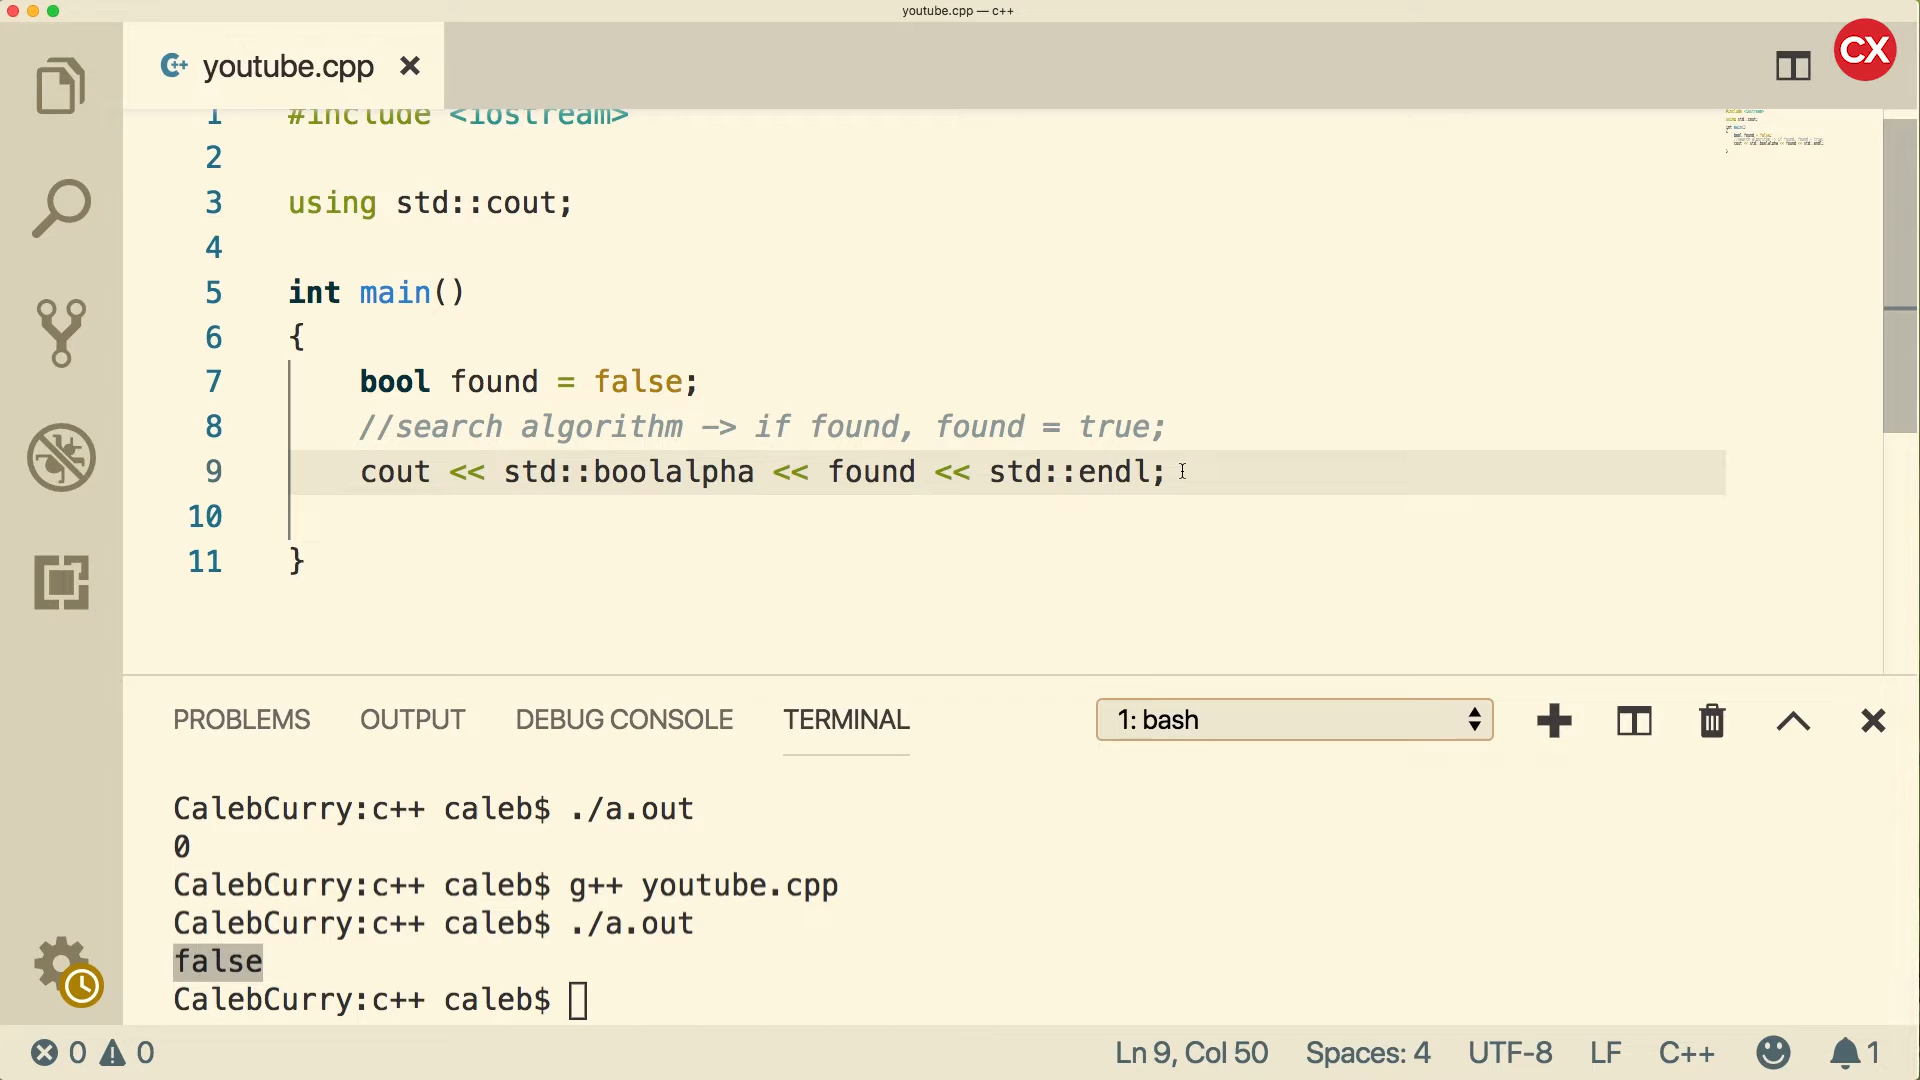 youtube.cpp — c++
youtube.cpp
CX
1 #include <iostream>
2
3 using std::cout;
4
5 int main()
6 {
7 bool found = false;
8 //search algorithm -> if found, found = true;
9 cout << std::boolalpha << found << std::endl;
10
11 }
PROBLEMS OUTPUT DEBUG CONSOLE TERMINAL 1: bash
CalebCurry:c++ caleb$ ./a.out
0
CalebCurry:c++ caleb$ g++ youtube.cpp
CalebCurry:c++ caleb$ ./a.out
false
CalebCurry:c++ caleb$
0 0 Ln 9, Col 50 Spaces: 4 UTF-8 LF C++ 1